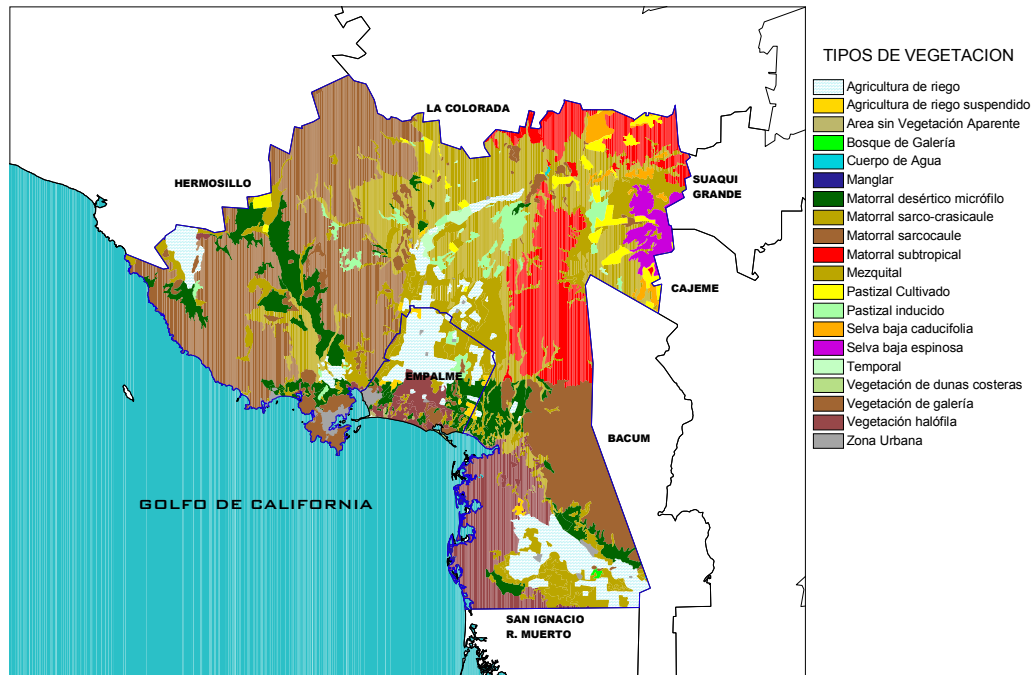 TIPOS DE VEGETACION
Agricultura de riego
Agricultura de riego suspendido
Area sin Vegetación Aparente
Bosque de Galería
Cuerpo de Agua
Manglar
Matorral desértico micrófilo
Matorral sarco-crasicaule
Matorral sarcocaule
Matorral subtropical
Mezquital
Pastizal Cultivado
Pastizal inducido
Selva baja caducifolia
Selva baja espinosa
Temporal
Vegetación de dunas costeras
Vegetación de galería
Vegetación halófila
Zona Urbana
LA COLORADA
HERMOSILLO
SUAQUI
GRANDE
CAJEME
EMPALME
BACUM
GOLFO DE CALIFORNIA
SAN IGNACIO
R. MUERTO